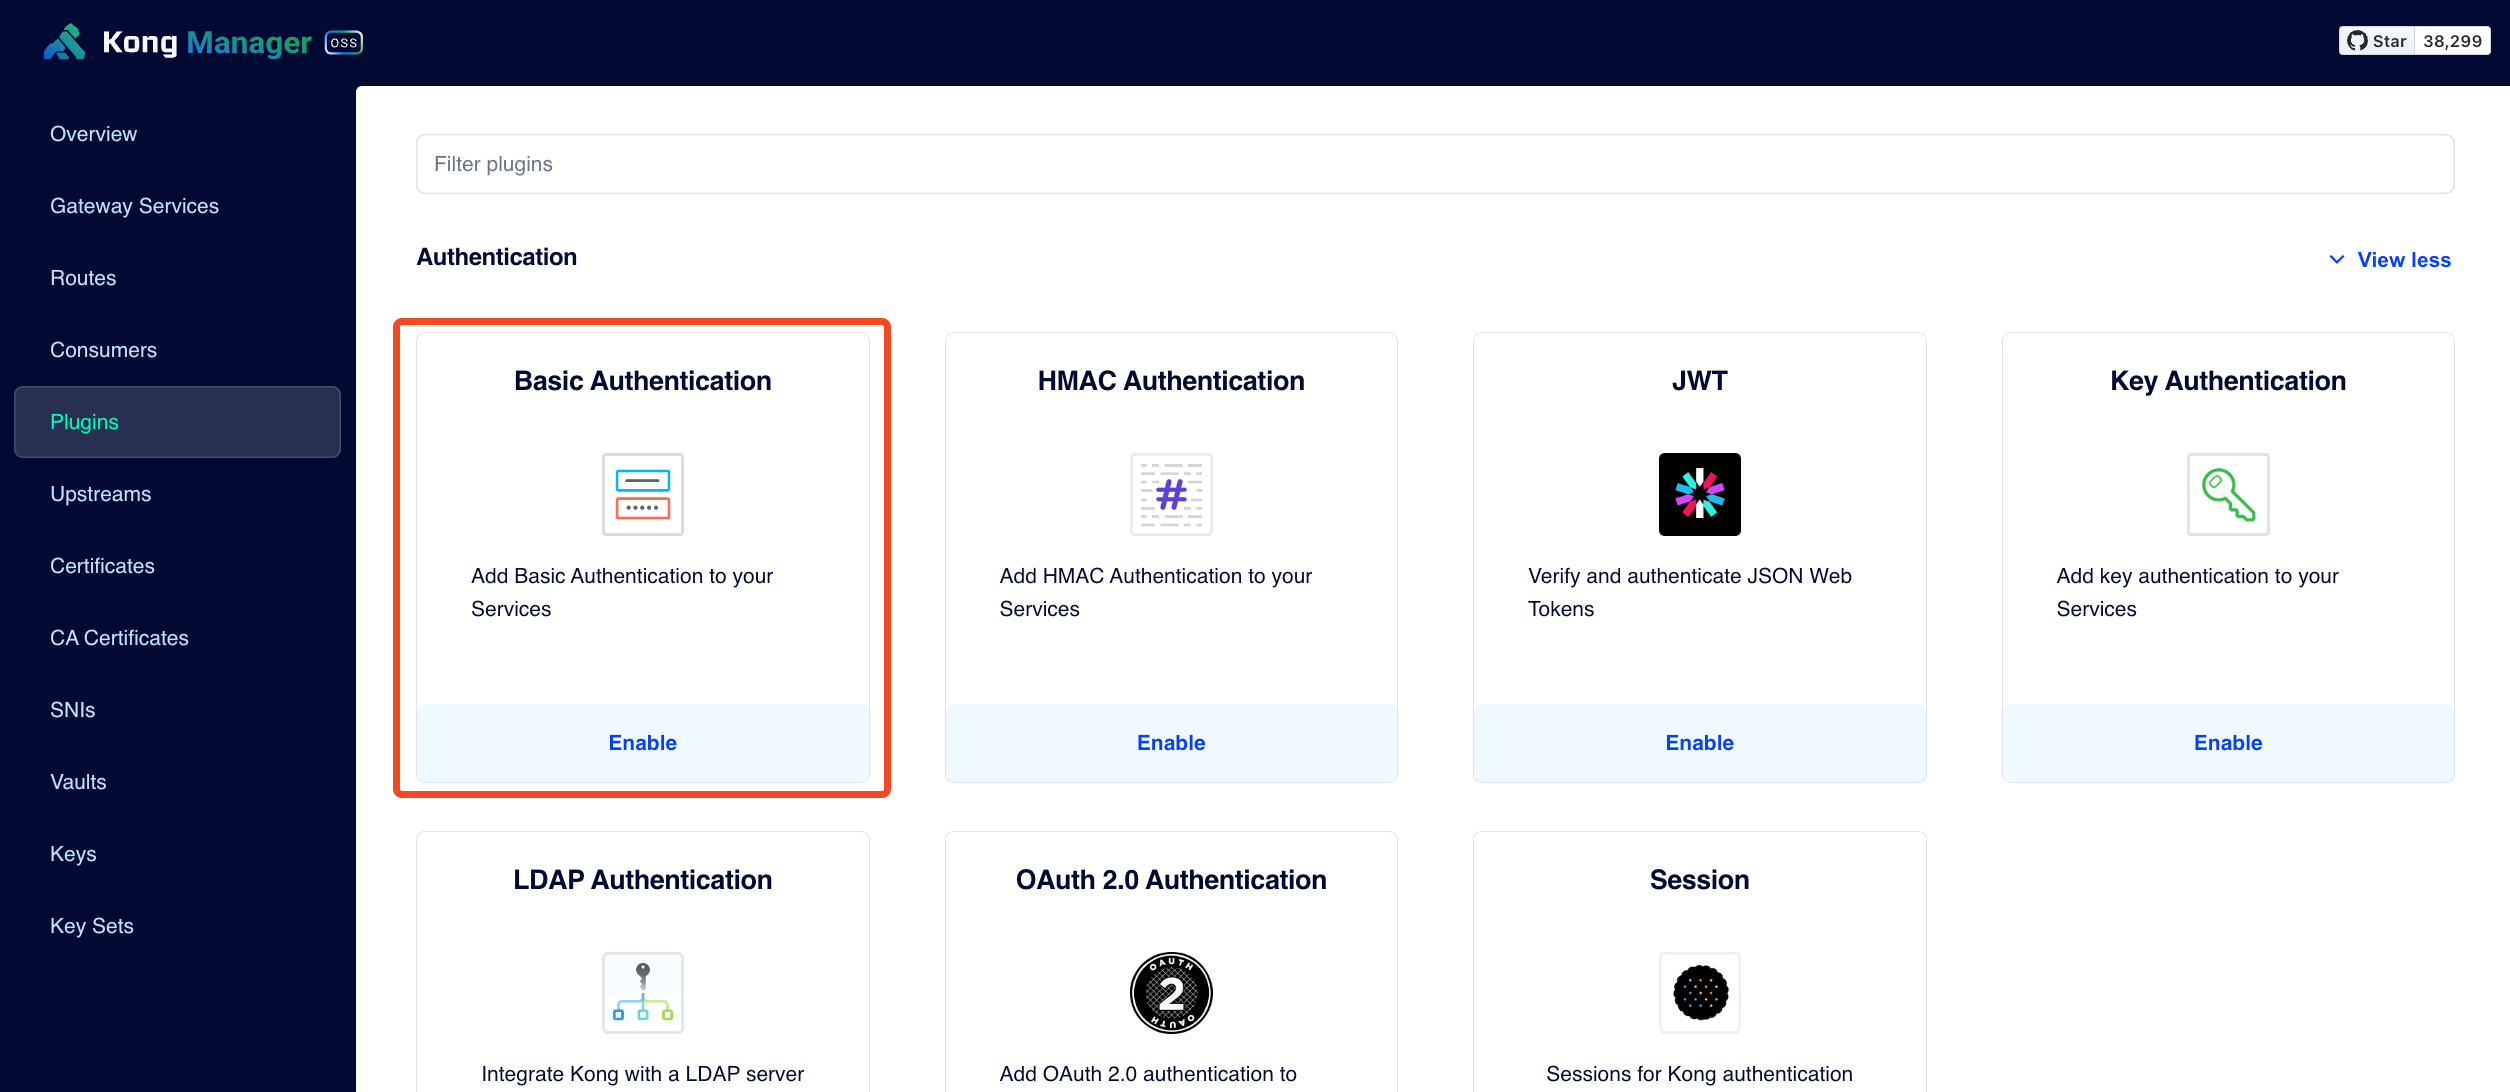 Kong Manager OSS
Star 38,299
Overview
Gateway Services
Routes
Consumers
Plugins
Upstreams
Certificates
CA Certificates
SNIs
Vaults
Keys
Key Sets
Filter plugins
Authentication
View less
Basic Authentication
Add Basic Authentication to your
Services
Enable
HMAC Authentication
#
Add HMAC Authentication to your
Services
Enable
JWT
Verify and authenticate JSON Web
Tokens
Enable
Key Authentication
Add key authentication to your
Services
Enable
LDAP Authentication
Integrate Kong with a LDAP server
OAuth 2.0 Authentication
OAUTH
2
OAUTH
Add OAuth 2.0 authentication to
Session
Sessions for Kong authentication